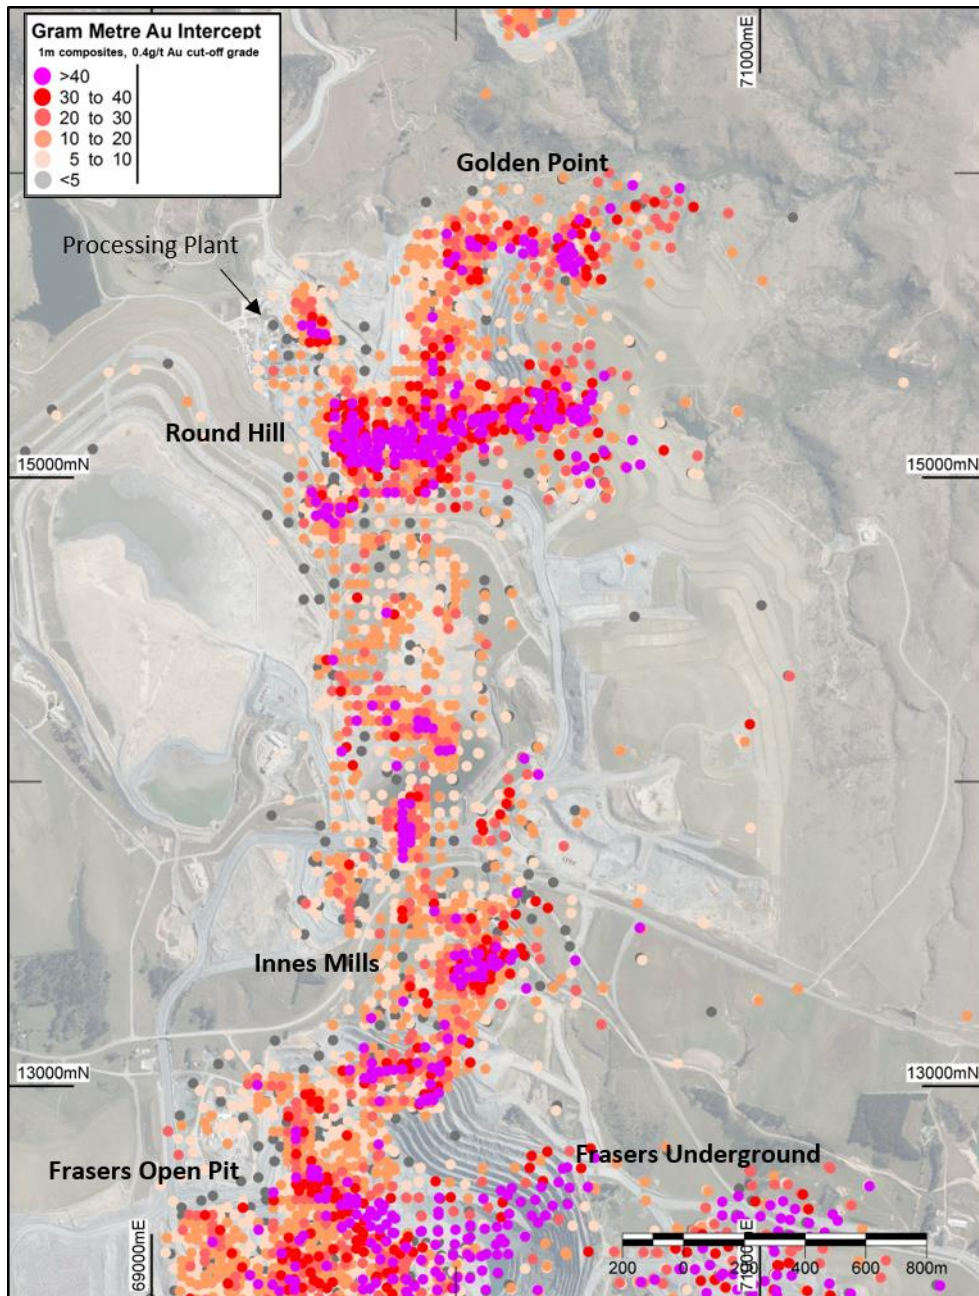 Gram Metre Au Intercept
1m composites, 0.4g/t Au cut-off grade
>40
30 to 40
20 to 30
10 to 20
5 to 10
<5
71000mE
Golden Point
Processing Plant
Round Hill
15000mN
15000mN
Innes Mills
13000mN
13000mN
Frasers Open Pit
Frasers Underground
69000mE
71000mE
200 0 200 400 600 800m